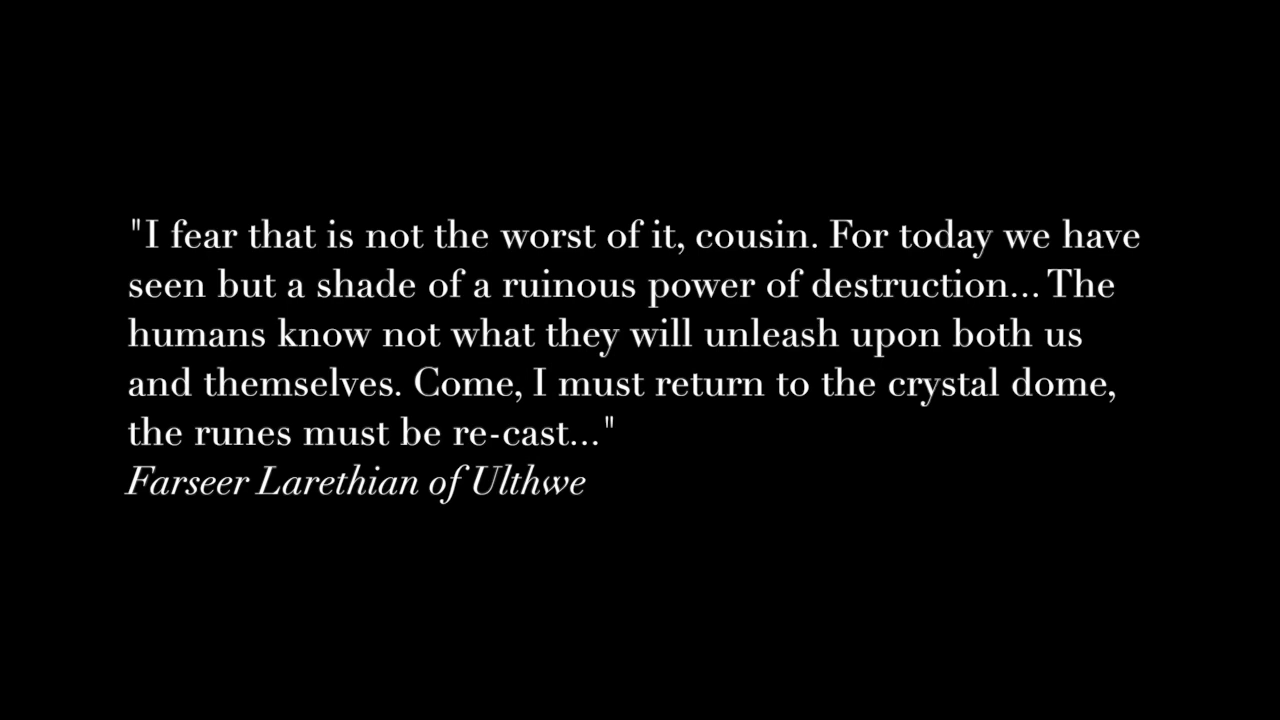 "I fear that is not the worst of it, cousin. For today we have
seen but a shade of a ruinous power of destruction... The
humans know not what they will unleash upon both us
and themselves. Come, I must return to the crystal dome,
the runes must be re-cast..."
Farseer Larethian of Ulthwe